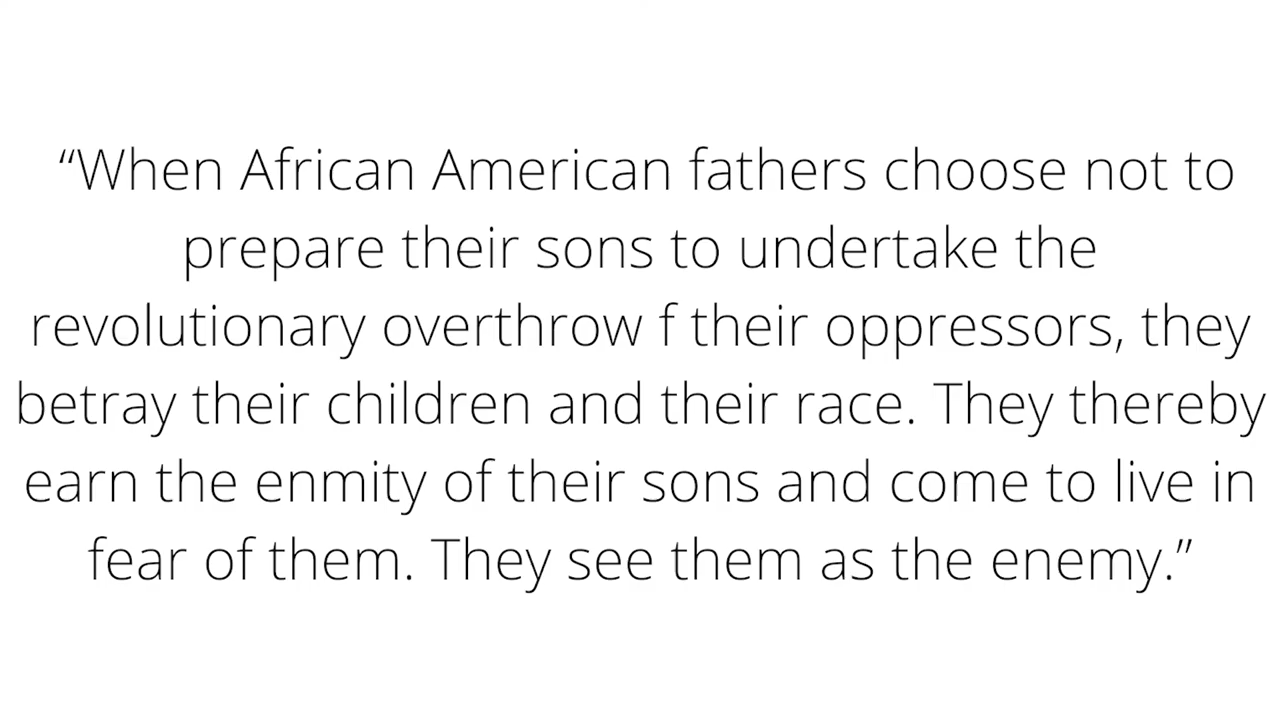 “When African American fathers choose not to
prepare their sons to undertake the
revolutionary overthrow f their oppressors, they
betray their children and their race. They thereby
earn the enmity of their sons and come to live in
fear of them. They see them as the enemy.”